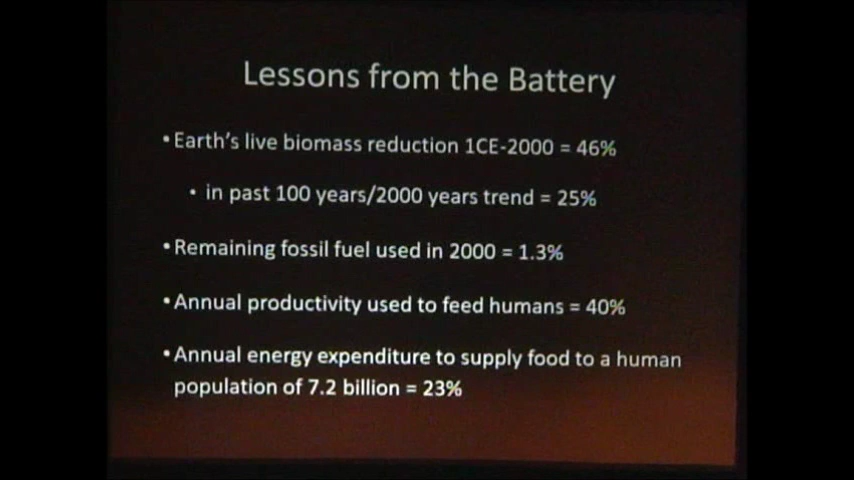 Lessons from the Battery
•Earth's live biomass reduction 1CE-2000 = 46%
• in past 100 years/2000 years trend = 25%
•Remaining fossil fuel used in 2000 = 1.3%
•Annual productivity used to feed humans = 40%
•Annual energy expenditure to supply food to a human
population of 7.2 billion = 23%